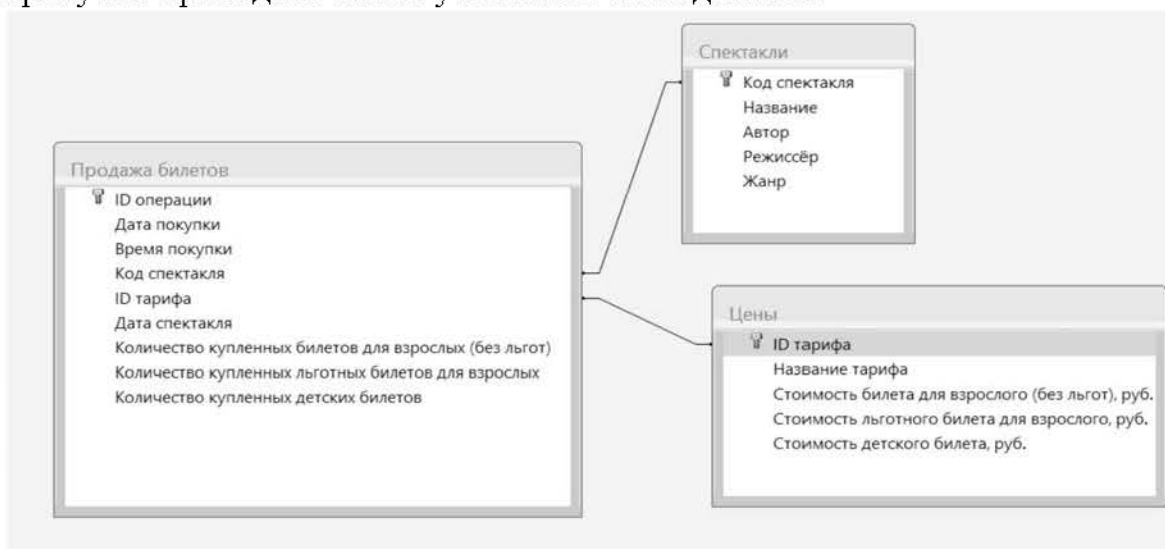 Спектакли
Код спектакля
Название
Автор
Режиссёр
Жанр
Продажа билетов
ID операции
Дата покупки
Время покупки
Код спектакля
ID тарифа
Дата спектакля
Количество купленных билетов для взрослых (без льгот)
Количество купленных льготных билетов для взрослых
Количество купленных детских билетов
Цены
ID тарифа
Название тарифа
Стоимость билета для взрослого (без льгот), руб.
Стоимость льготного билета для взрослого, руб.
Стоимость детского билета, руб.